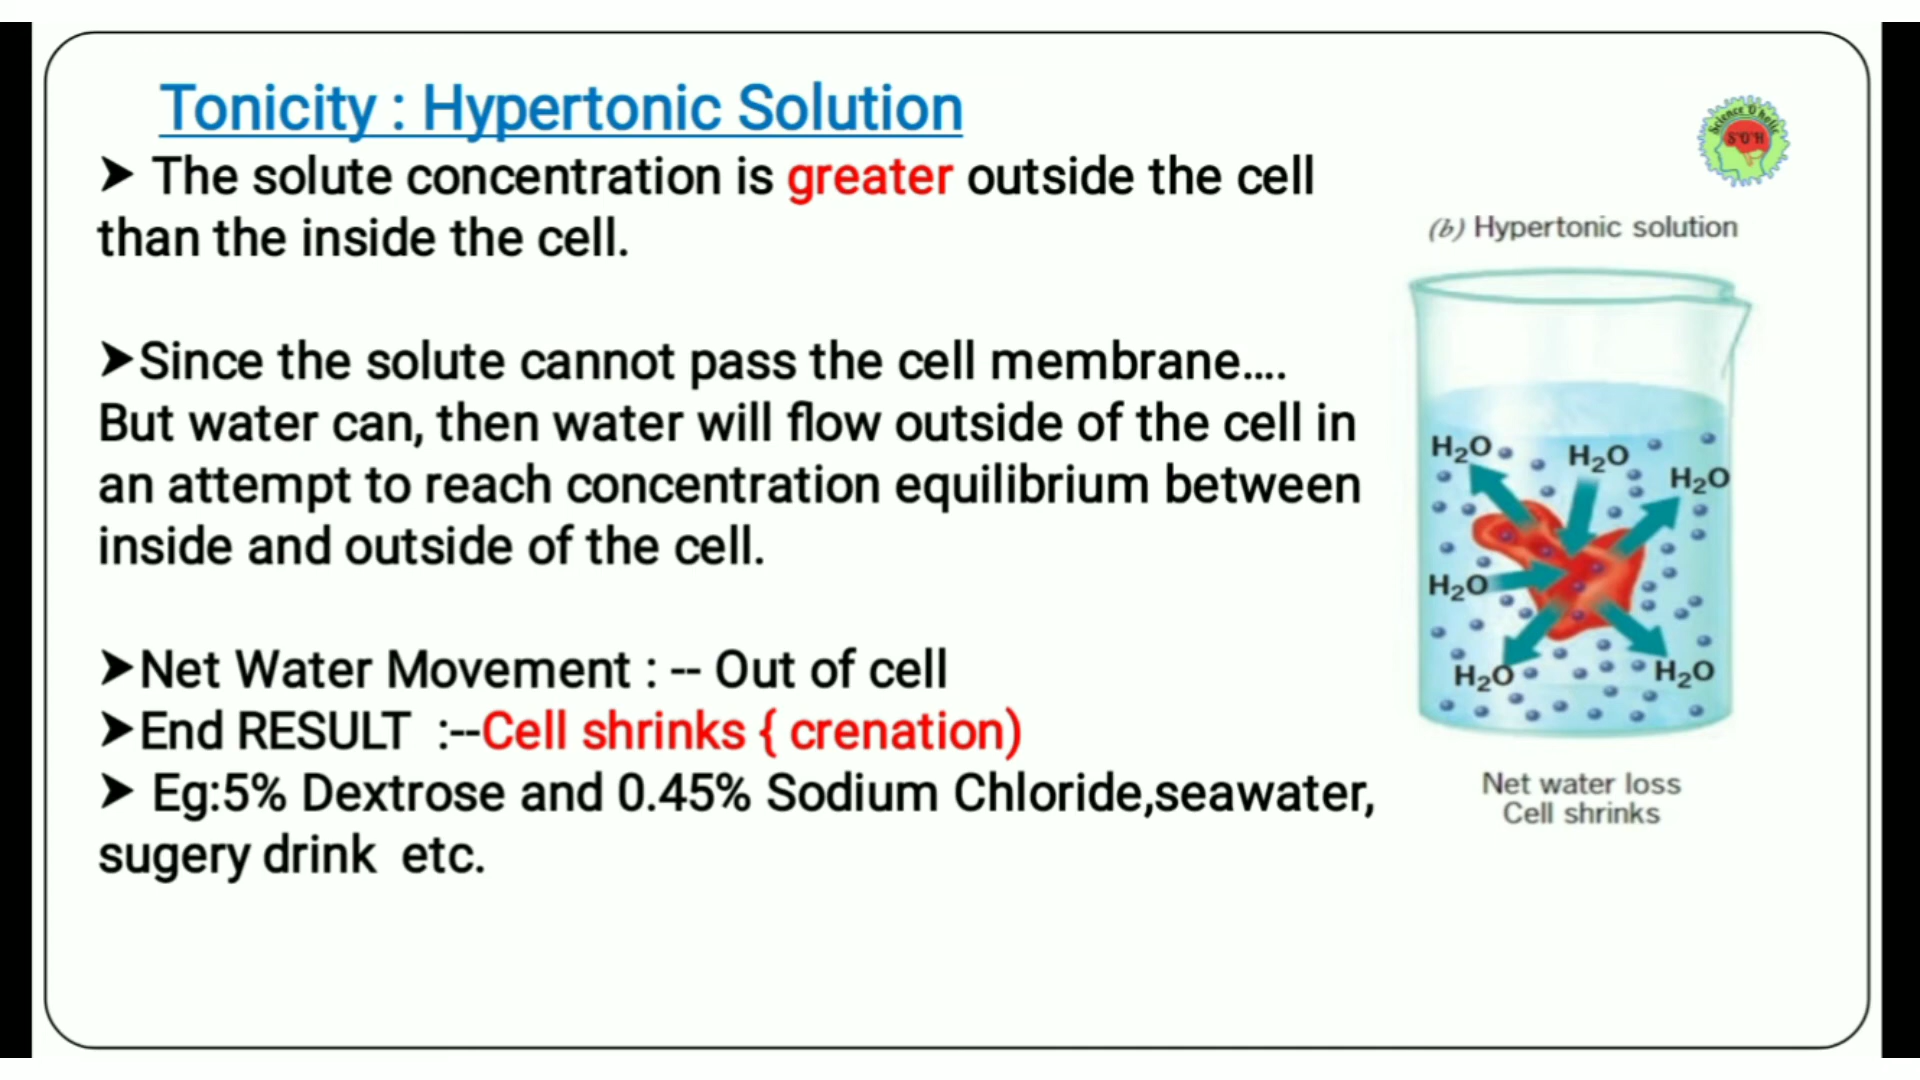 Tonicity : Hypertonic Solution
➤ The solute concentration is greater outside the cell
than the inside the cell.
➤Since the solute cannot pass the cell membrane....
But water can, then water will flow outside of the cell in
an attempt to reach concentration equilibrium between
inside and outside of the cell.
➤Net Water Movement : -- Out of cell
➤End RESULT :--Cell shrinks { crenation)
➤ Eg:5% Dextrose and 0.45% Sodium Chloride,seawater,
sugery drink etc.
Science O'holic
S'O'H
(b) Hypertonic solution
H₂O
H₂O
H₂O
H₂O
H₂O
H₂O
Net water loss
Cell shrinks